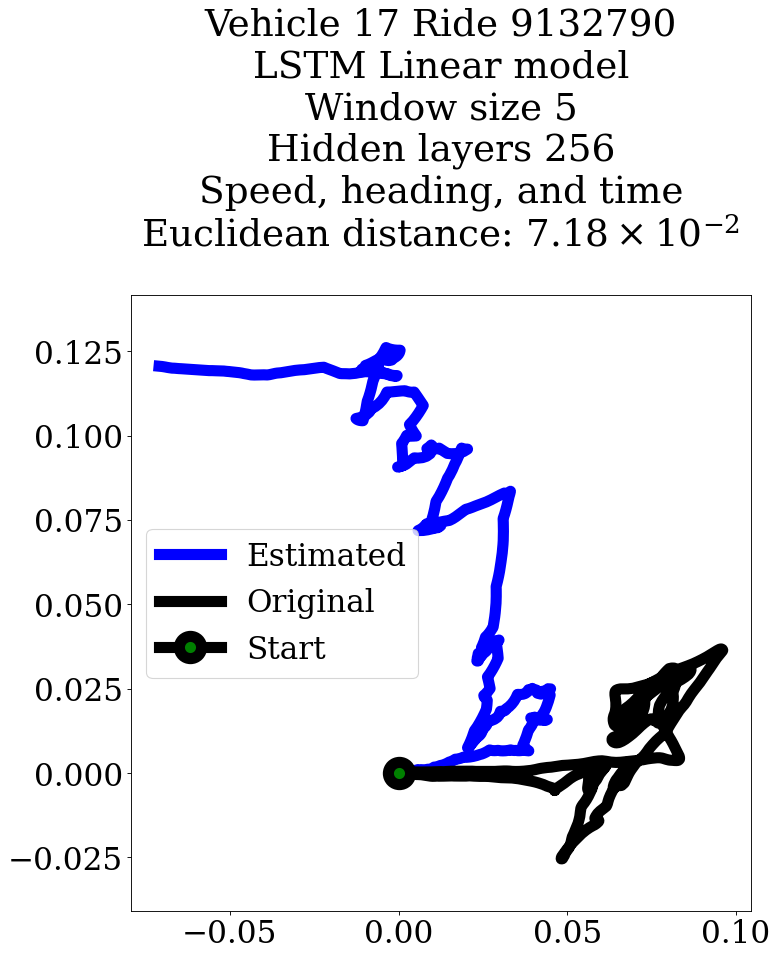 Vehicle 17 Ride 9132790
LSTM Linear model
Window size 5
Hidden layers 256
Speed, heading, and time
Euclidean distance: 7.18 × 10⁻²
0.125
0.100
0.075
0.050
0.025
0.000
−0.025
Estimated
Original
Start
−0.05
0.00
0.05
0.10